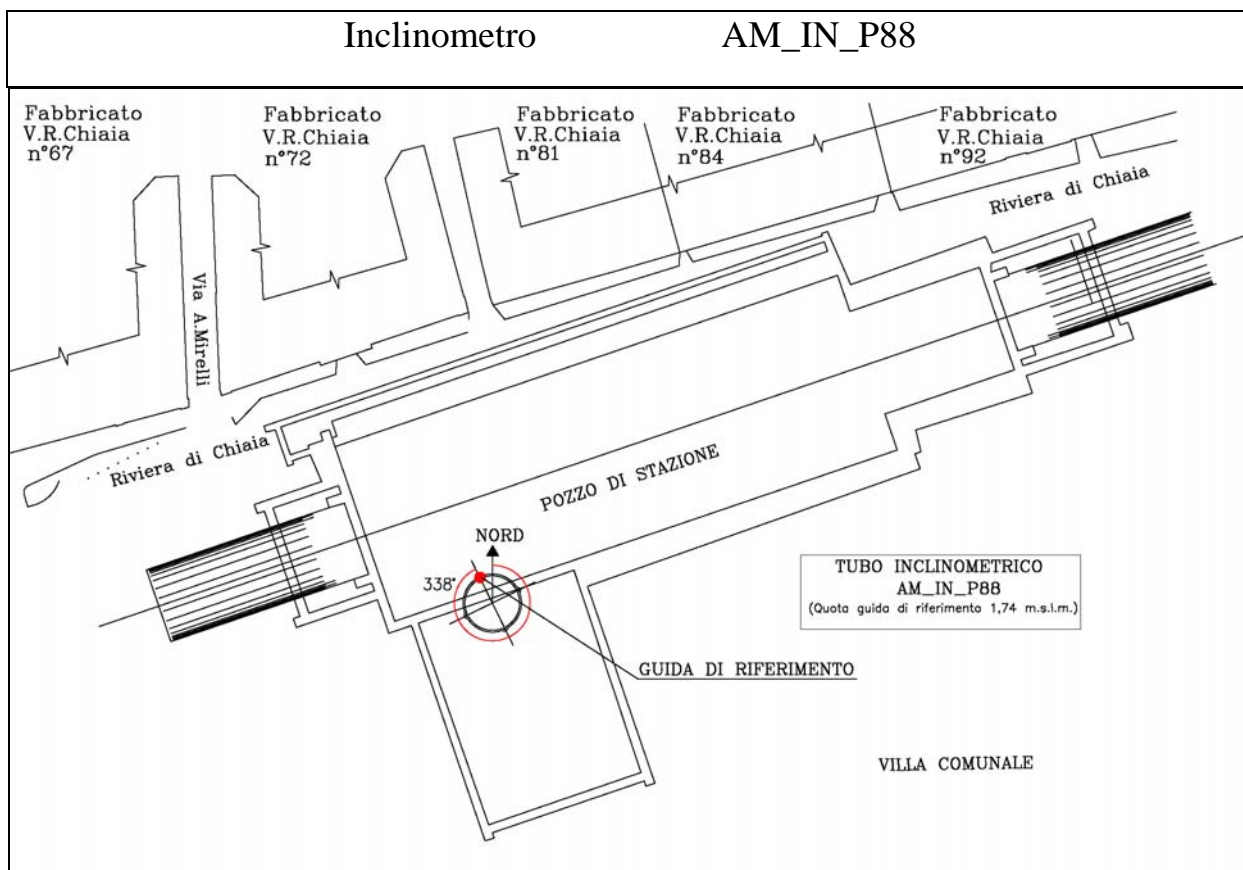 Inclinometro AM_IN_P88
Fabbricato
V.R.Chiaia
n°67
Fabbricato
V.R.Chiaia
n°72
Fabbricato
V.R.Chiaia
n°81
Fabbricato
V.R.Chiaia
n°84
Fabbricato
V.R.Chiaia
n°92
Riviera di Chiaia
Via A.Mirelli
Riviera di Chiaia
POZZO DI STAZIONE
NORD
338°
TUBO INCLINOMETRICO
AM_IN_P88
(Quota guida di riferimento 1,74 m.s.l.m.)
GUIDA DI RIFERIMENTO
VILLA COMUNALE